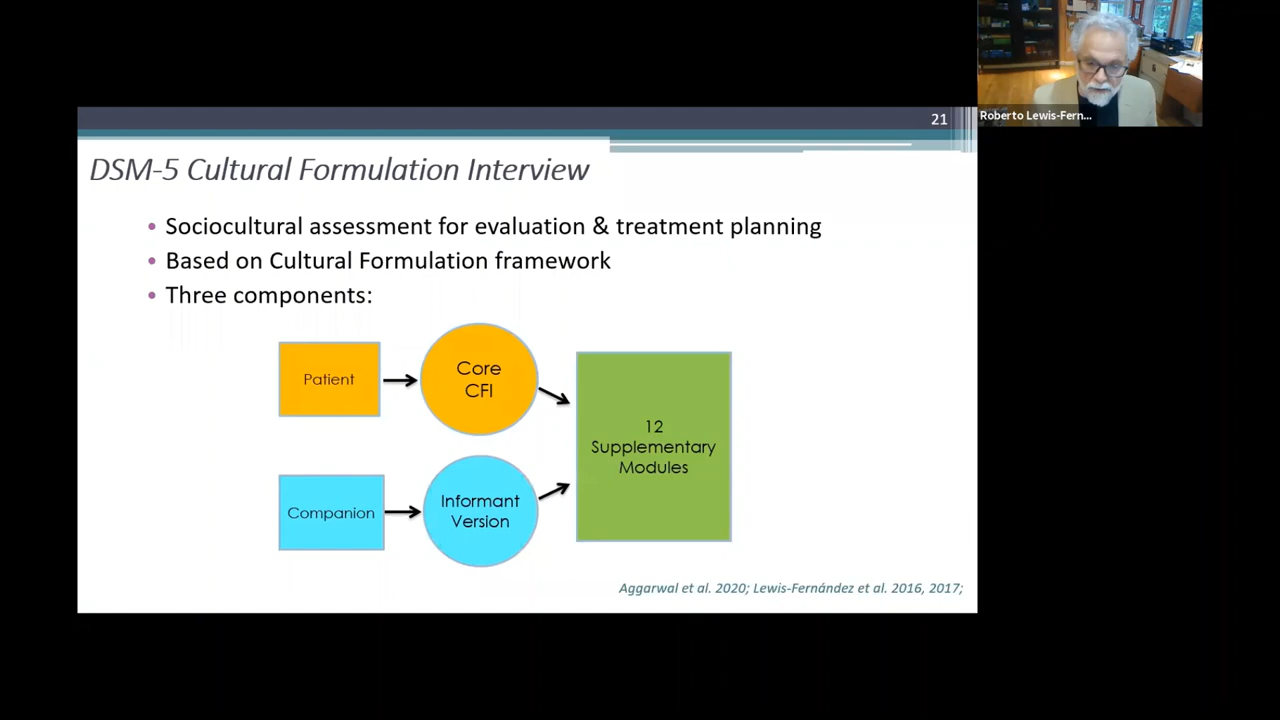 21
Roberto Lewis-Fern...
DSM-5 Cultural Formulation Interview
• Sociocultural assessment for evaluation & treatment planning
• Based on Cultural Formulation framework
• Three components:
Patient
Core
CFI
12
Supplementary
Modules
Companion
Informant
Version
Aggarwal et al. 2020; Lewis-Fernández et al. 2016, 2017;